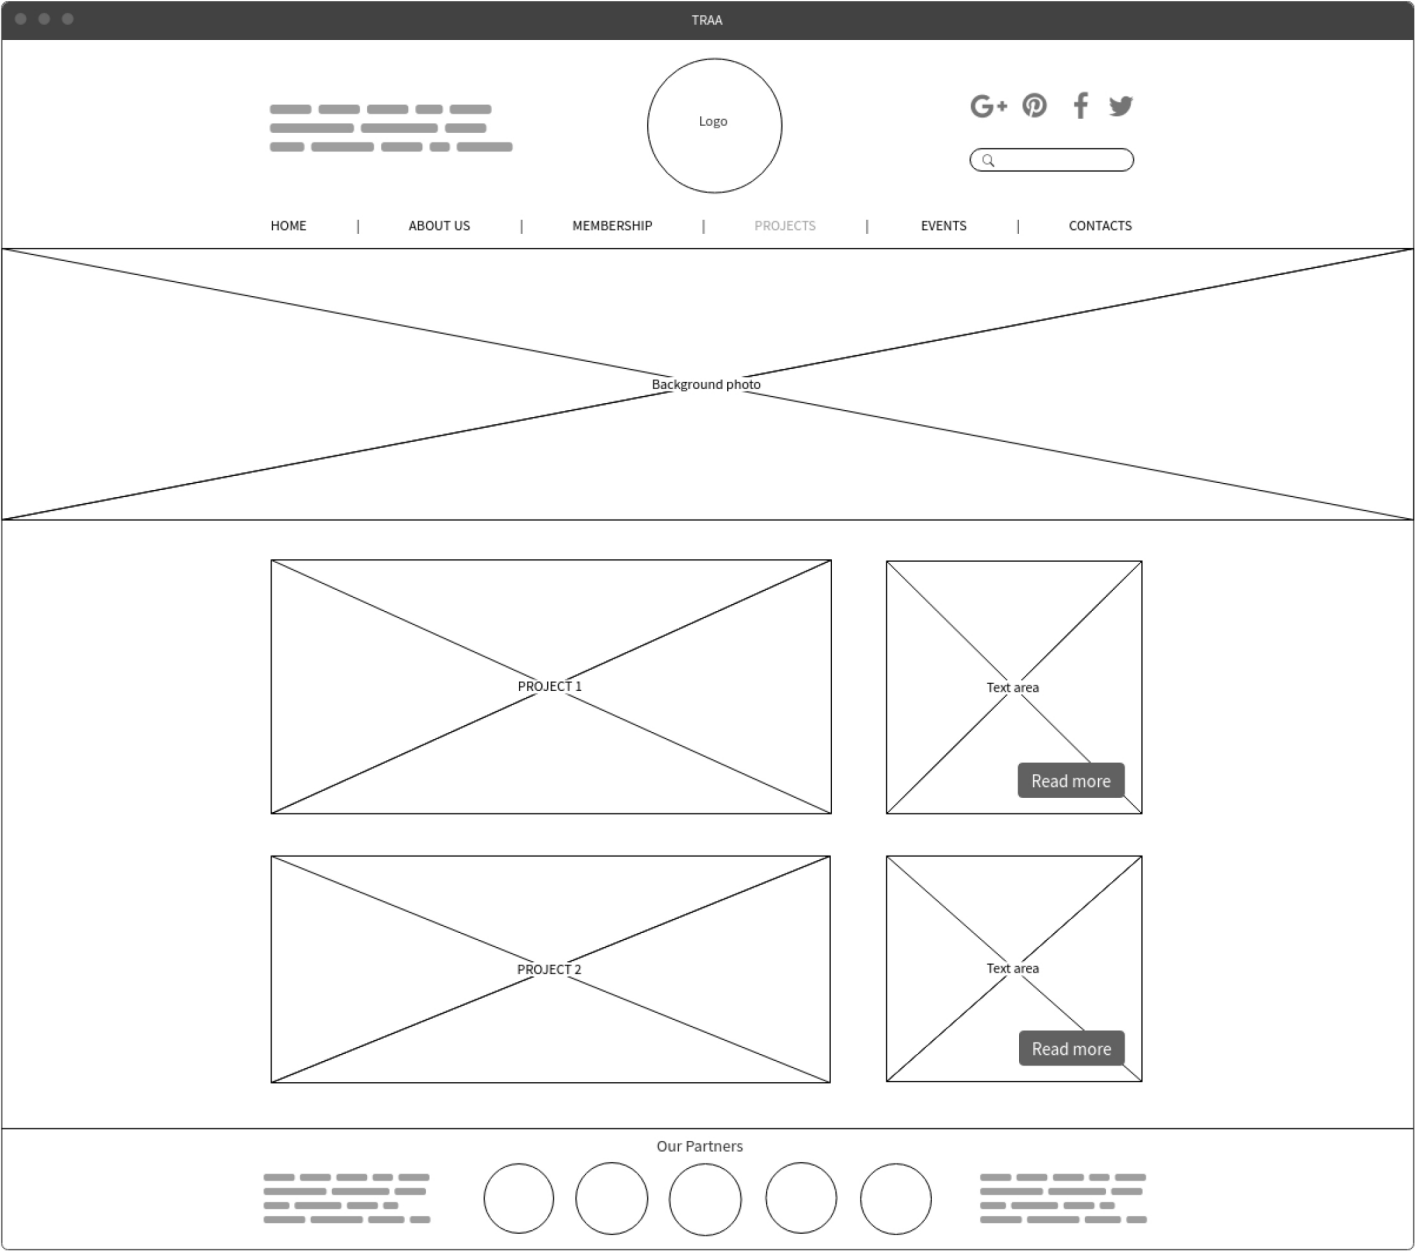 TRAA
Logo
HOME | ABOUT US | MEMBERSHIP | PROJECTS | EVENTS | CONTACTS
Background photo
PROJECT 1
Text area
Read more
PROJECT 2
Text area
Read more
Our Partners